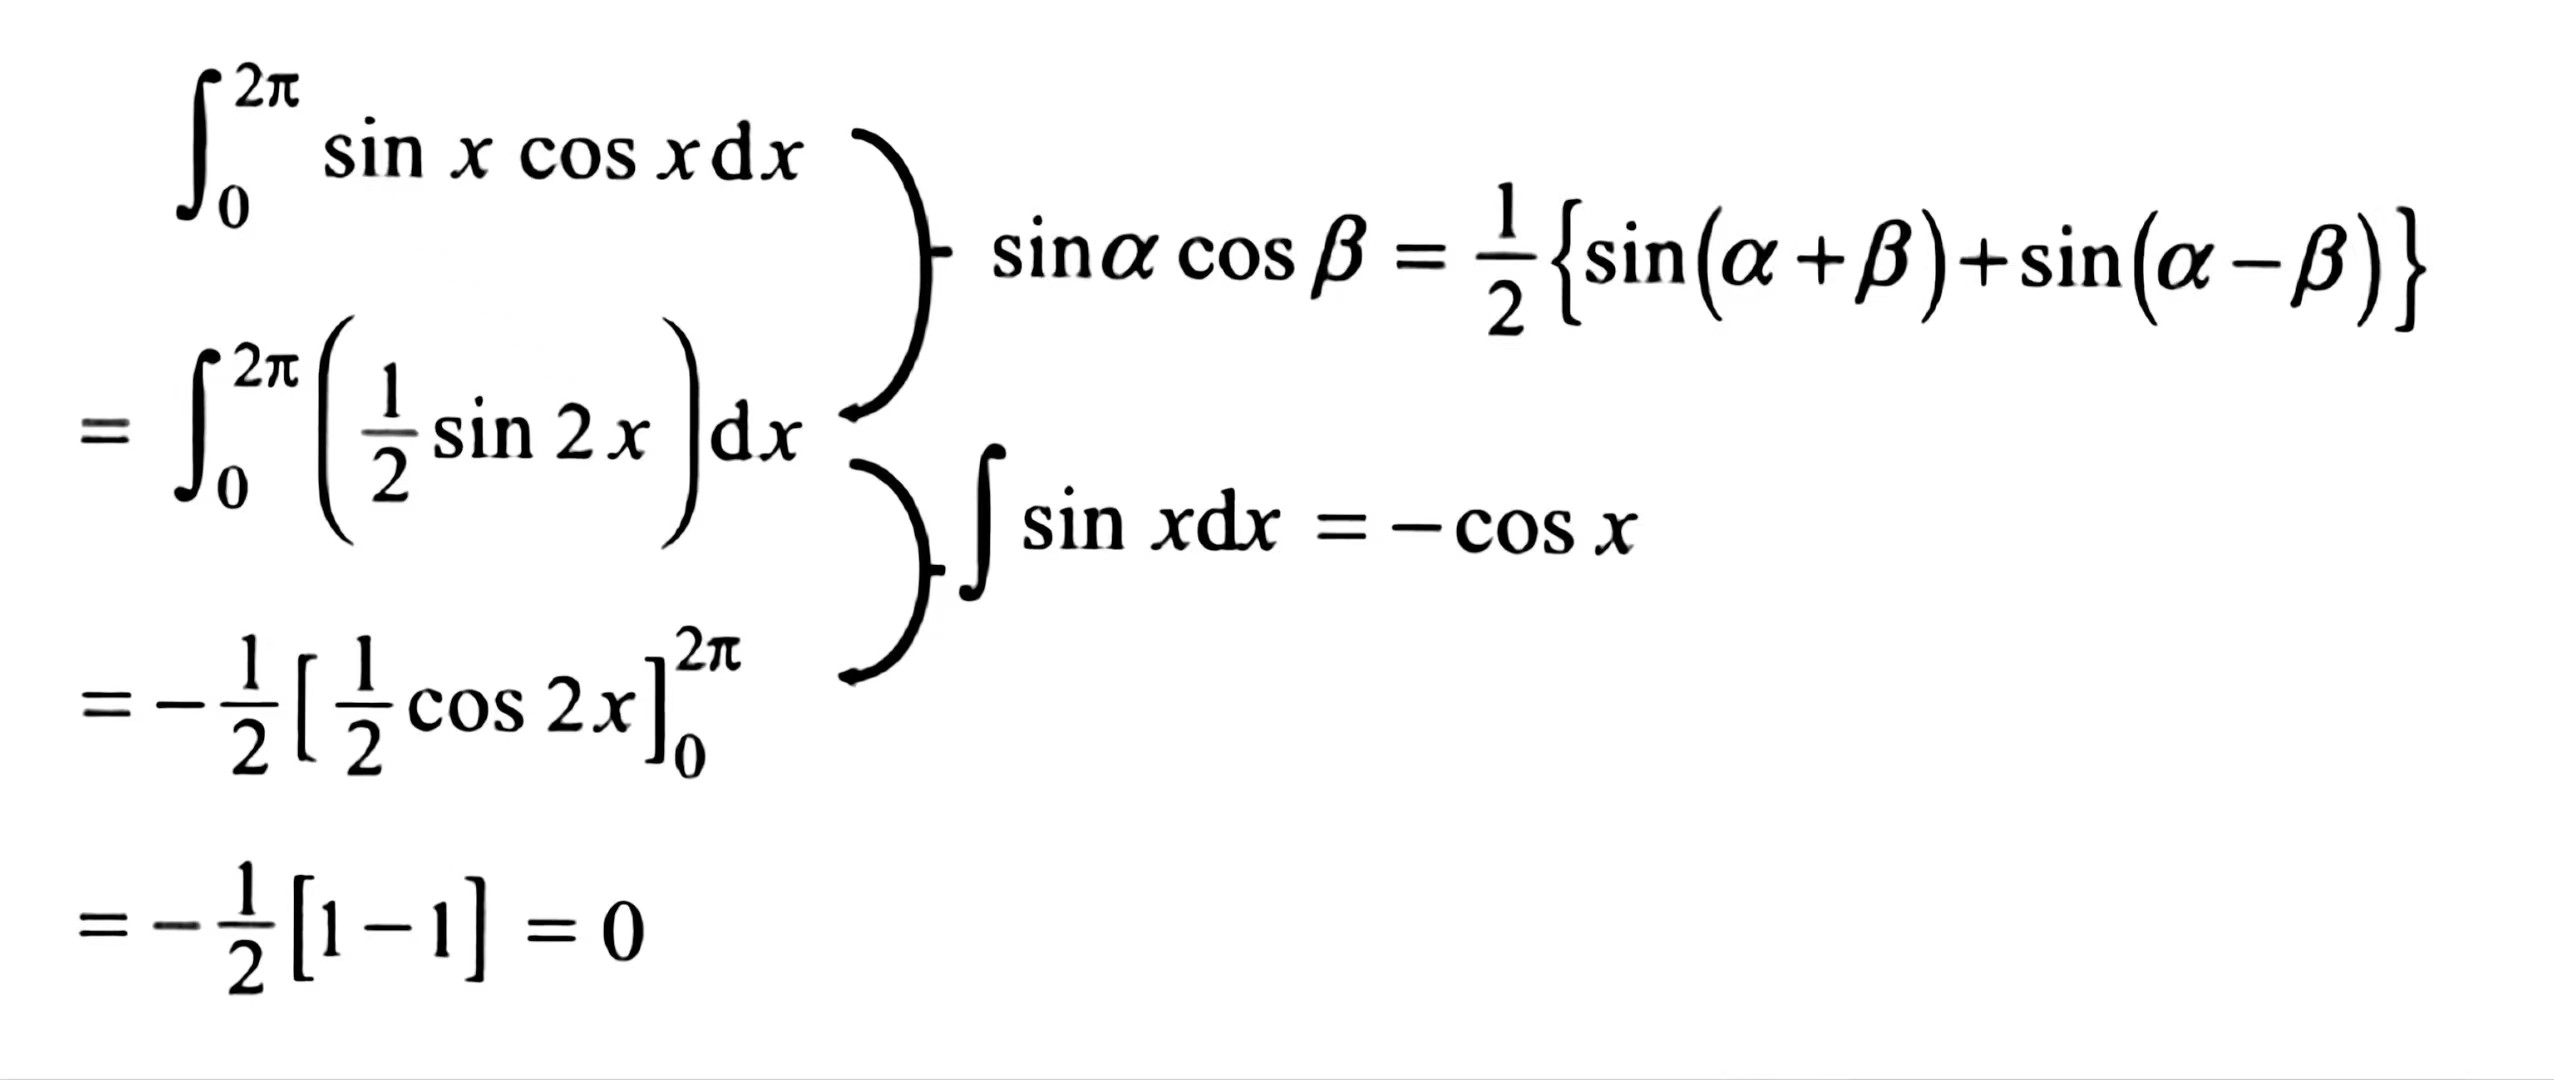 ∫₀^{2π} sin x cos x dx
sin α cos β = 1/2 {sin(α + β) + sin(α − β)}
= ∫₀^{2π} (1/2 sin 2x) dx
∫ sin x dx = −cos x
= −1/2 [1/2 cos 2x]₀^{2π}
= −1/2 [1 − 1] = 0